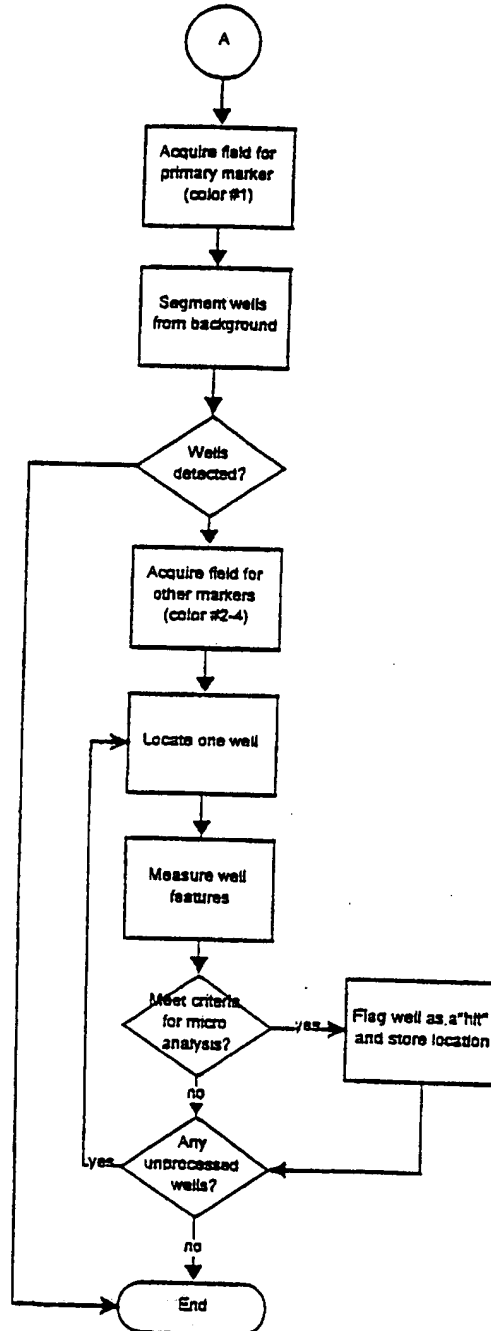 A
Acquire field for
primary marker
(color #1)
Segment wells
from background
Wells
detected?
Acquire field for
other markers
(color #2-4)
Locate one well
Measure well
features
Meet criteria
for micro
analysis?
yes
Flag well as a "hit"
and store location
no
Any
unprocessed
wells?
yes
no
End